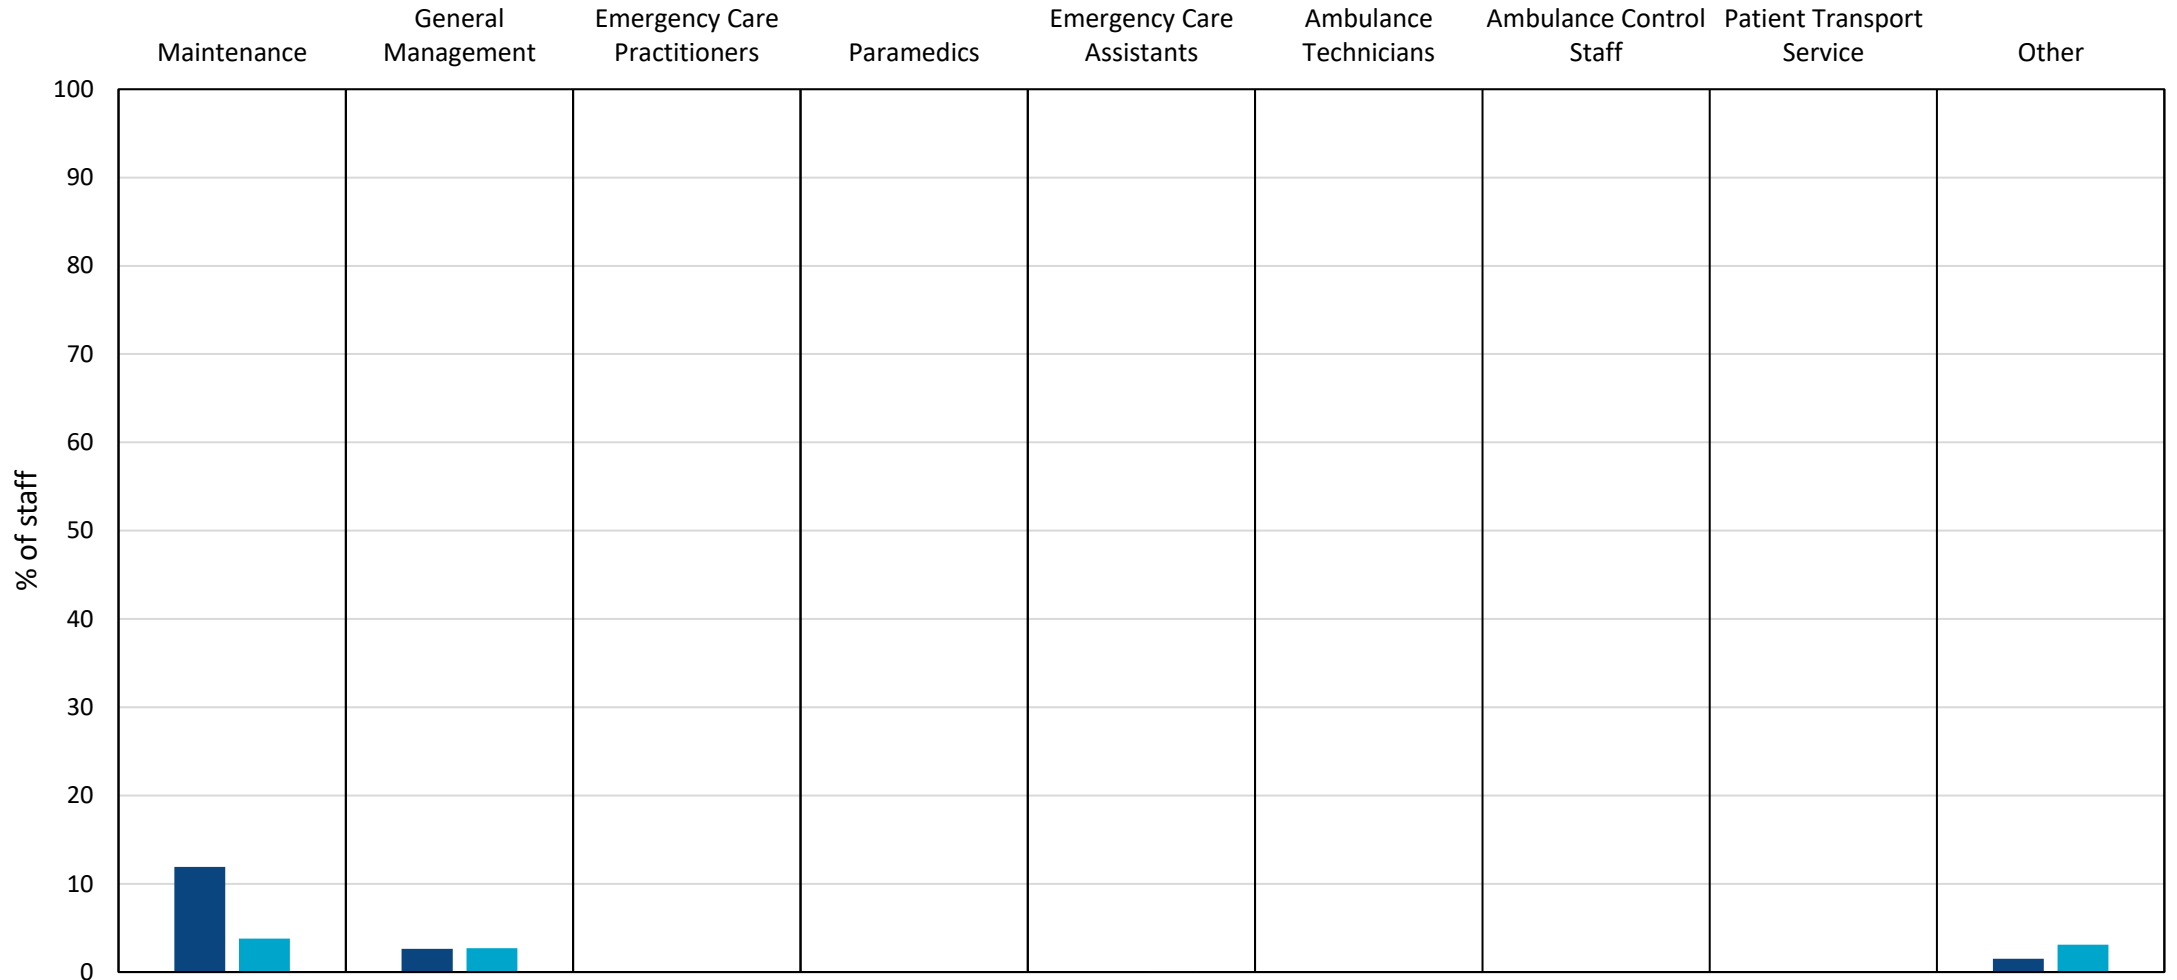 Maintenance
General
Management
Emergency Care
Practitioners
Paramedics
Emergency Care
Assistants
Ambulance
Technicians
Ambulance Control
Staff
Patient Transport
Service
Other
100
90
80
70
60
50
40
30
20
10
0
% of staff